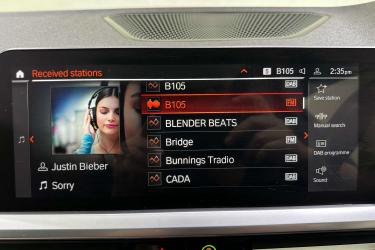 Received stations
B105
2:35pm
B105 DAB
B105 FM
BLENDER BEATS DAB
Bridge FM
Bunnings Tradio DAB
CADA DAB
Justin Bieber
Sorry
Save station
Manual search
DAB programme
Sound